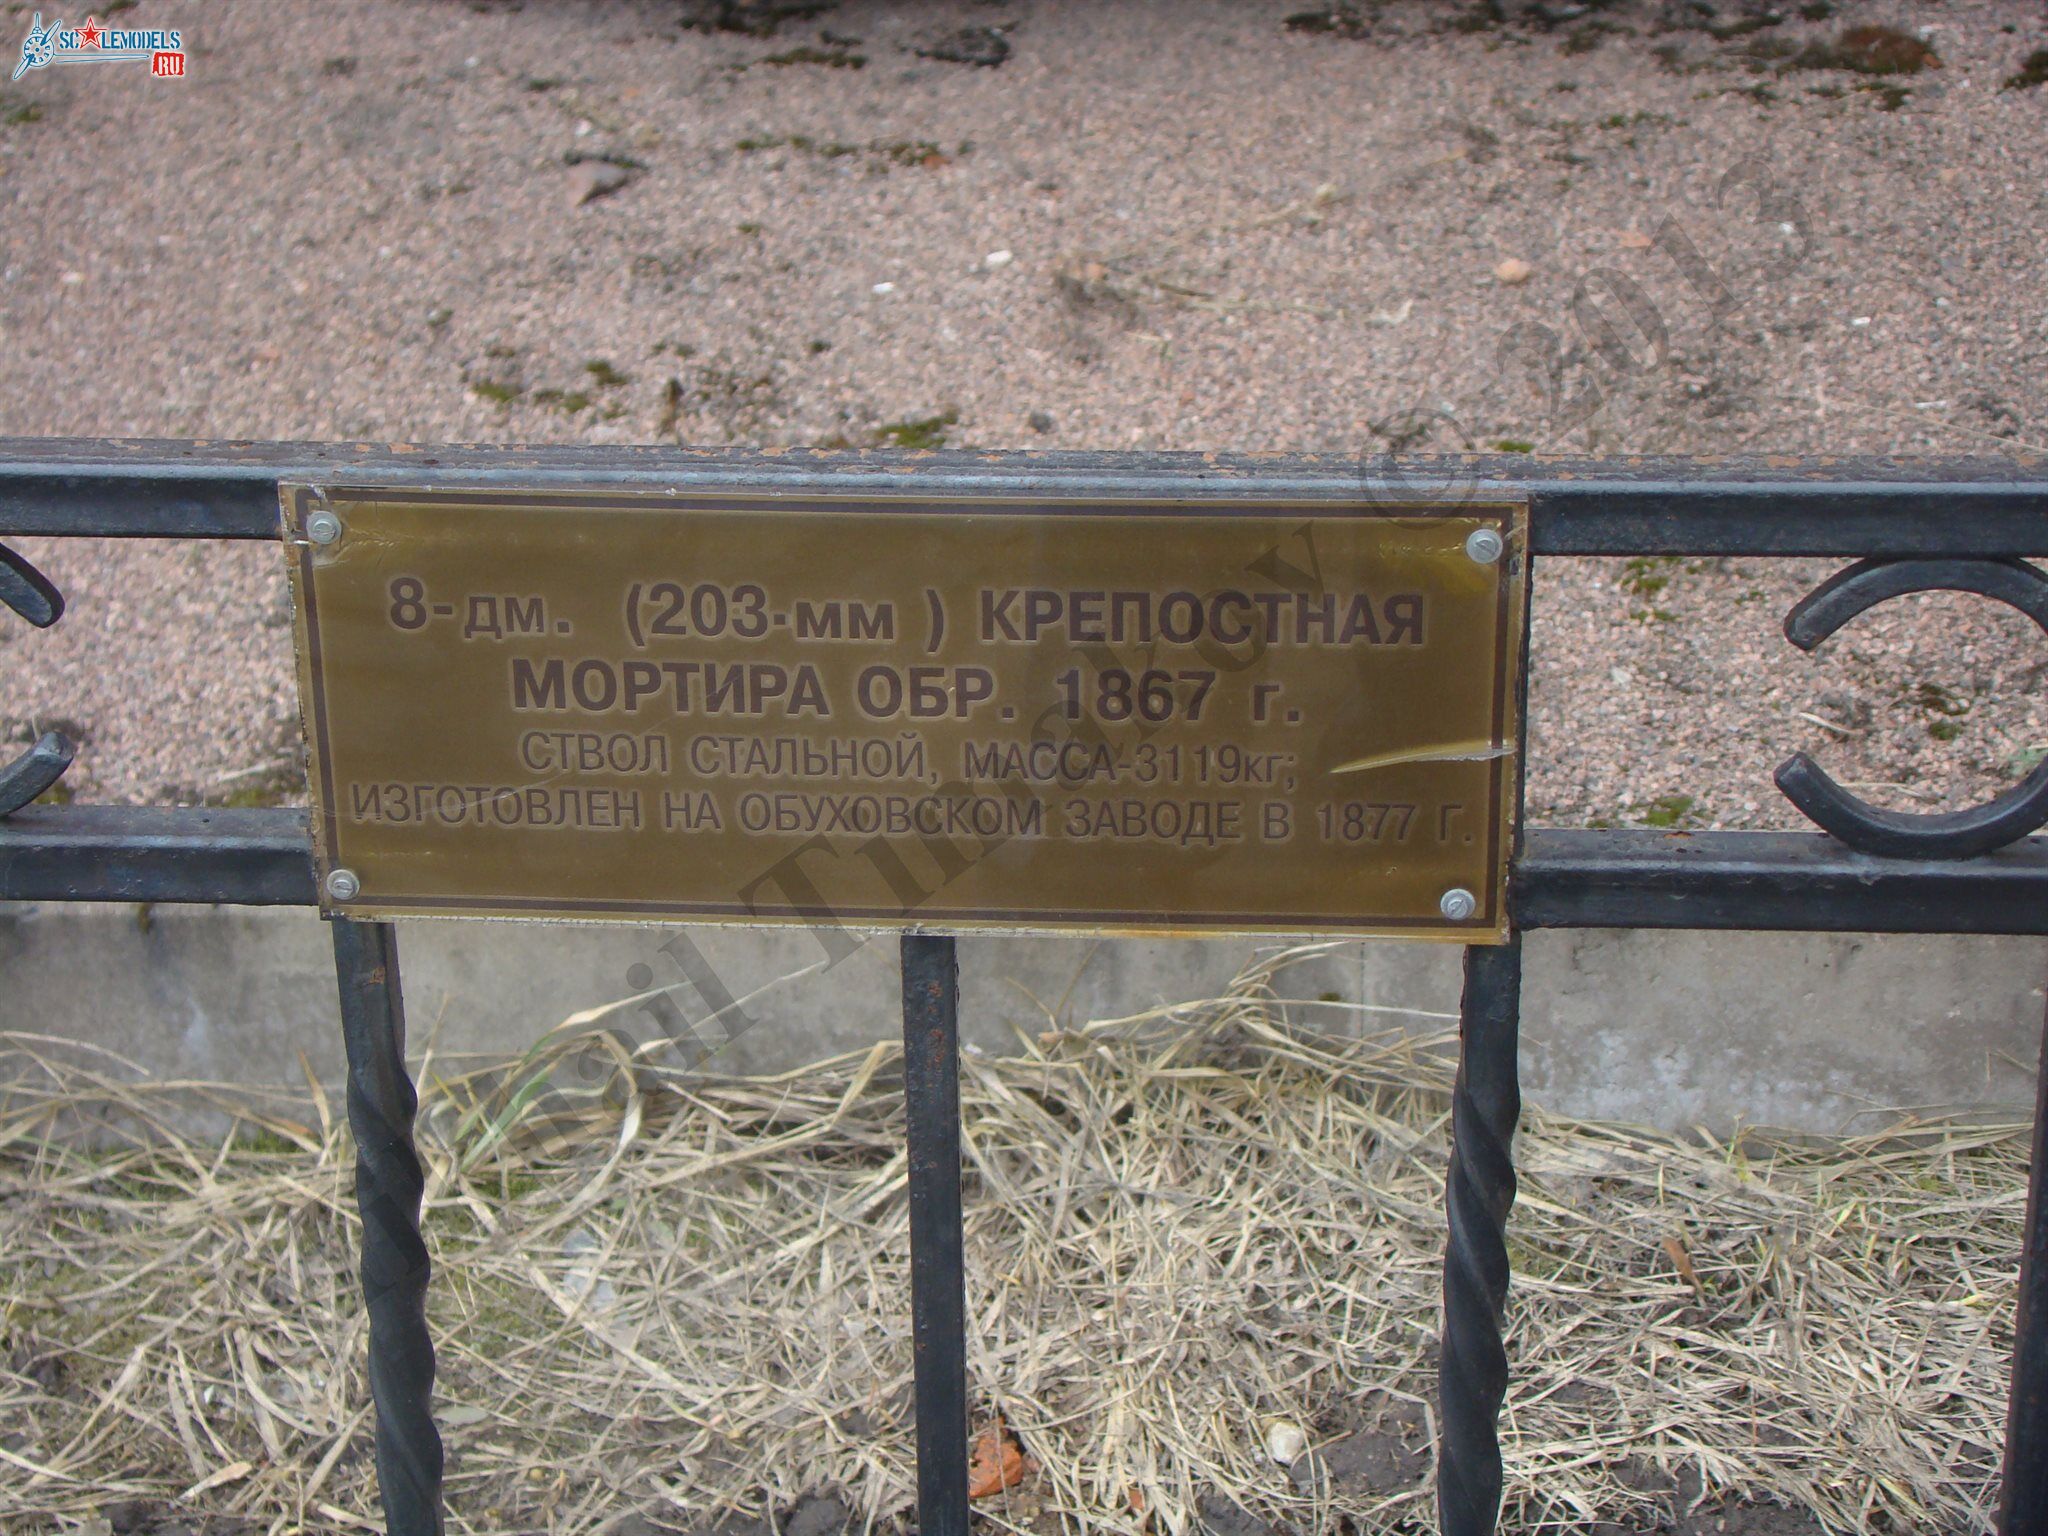 SCALEMODELS
RU
8-дм. (203-мм ) КРЕПОСТНАЯ
МОРТИРА ОБР. 1867 г.
СТВОЛ СТАЛЬНОЙ, МАССА-3119кг;
ИЗГОТОВЛЕН НА ОБУХОВСКОМ ЗАВОДЕ В 1877 Г.
Timakov © 2013